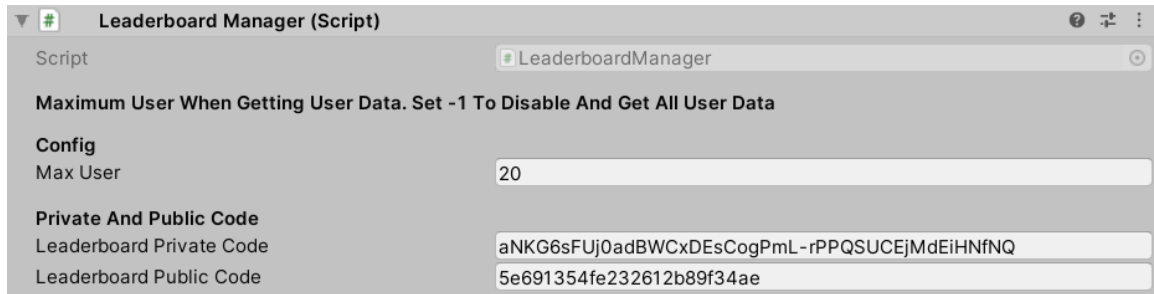 Leaderboard Manager (Script)
Script LeaderboardManager
Maximum User When Getting User Data. Set -1 To Disable And Get All User Data
Config
Max User 20
Private And Public Code
Leaderboard Private Code aNKG6sFUj0adBWCxDEsCogPmL-rPPQSUCEjMdEiHNfNQ
Leaderboard Public Code 5e691354fe232612b89f34ae